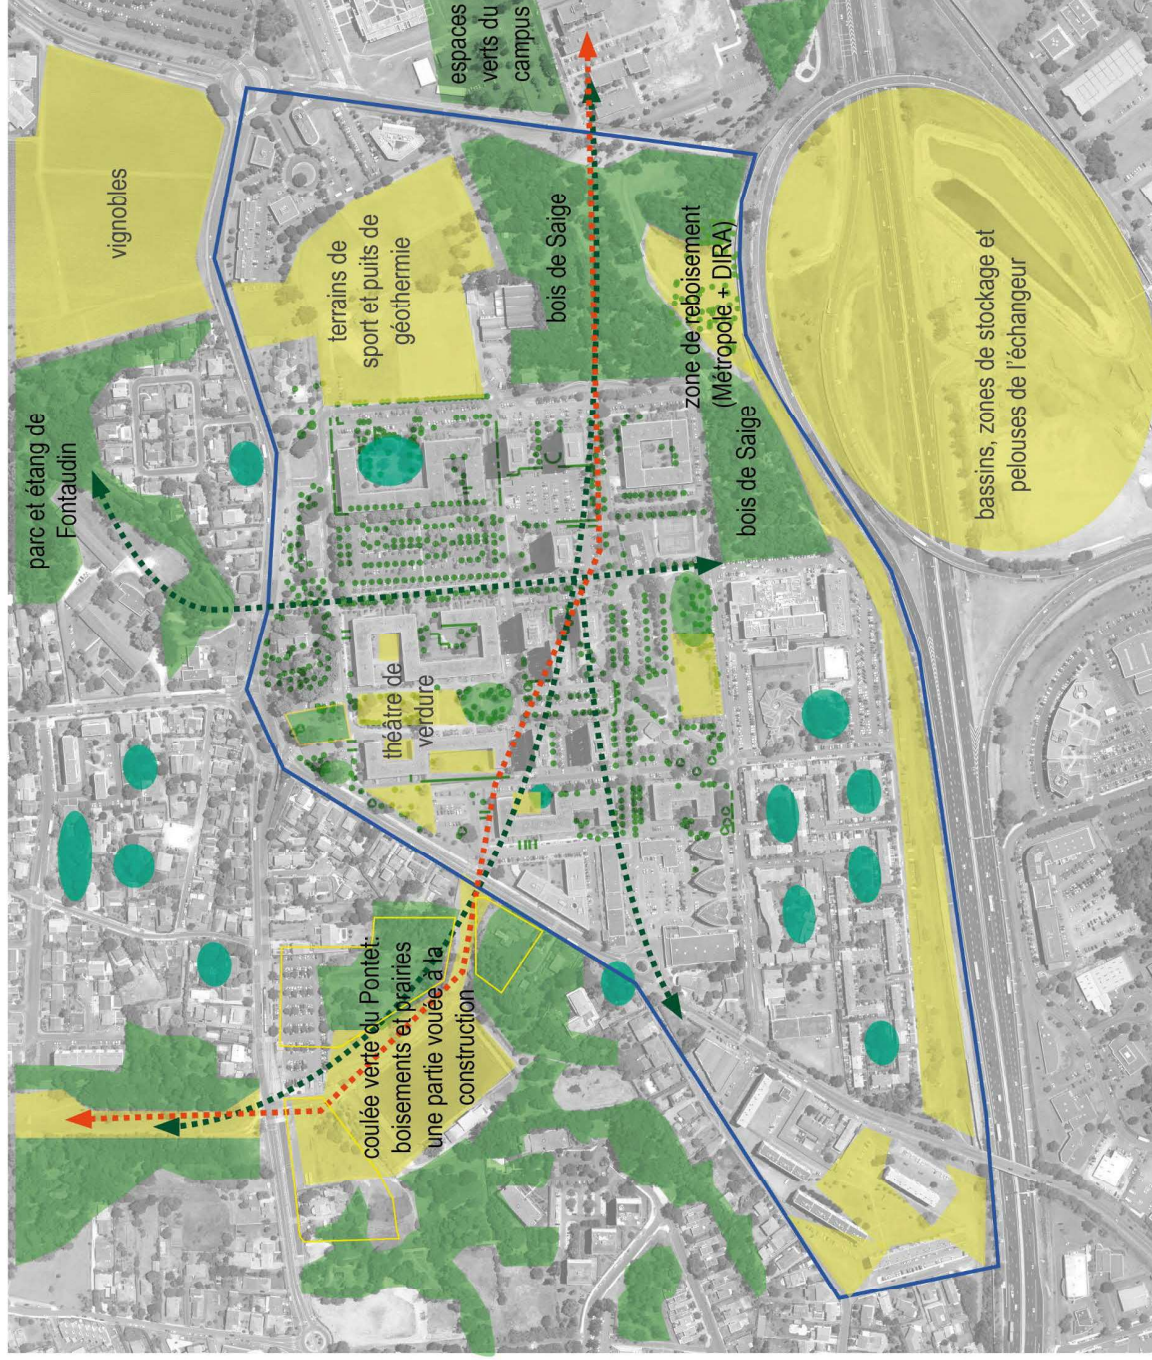 espaces
verts du
campus
vignobles
terrains de
sport et puits de
géothermie
bois de Saige
zone de reboisement
(Métropole + DIRA)
parc et étang de
Fontaudin
bois de Saige
bassins, zones de stockage et
pelouses de l'échangeur
théâtre de
verdure
coulée verte du Pontet:
boisements et prairies
une partie vouée à la
construction